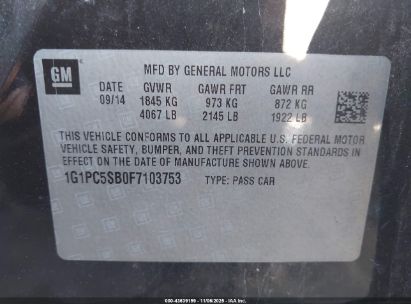 GM
MFD BY GENERAL MOTORS LLC
DATE GVWR GAWR FRT GAWR RR
09/14 1845 KG 973 KG 872 KG
4067 LB 2145 LB 1922 LB
THIS VEHICLE CONFORMS TO ALL APPLICABLE U.S. FEDERAL MOTOR
VEHICLE SAFETY, BUMPER, AND THEFT PREVENTION STANDARDS IN
EFFECT ON THE DATE OF MANUFACTURE SHOWN ABOVE.
1G1PC5SB0F7103753 TYPE: PASS CAR